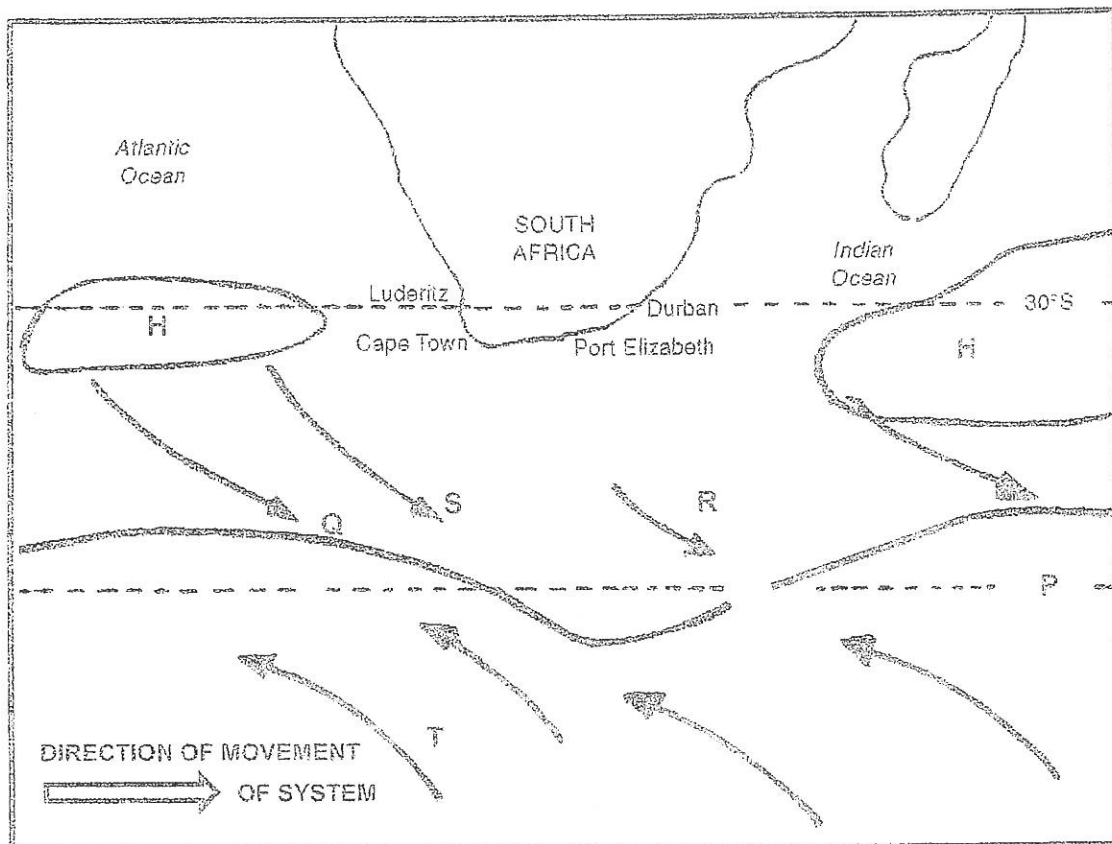 Atlantic
Ocean
SOUTH
AFRICA
Indian
Ocean
Luderitz
Durban
30°S
H
H
Cape Town
Port Elizabeth
Q
S
R
P
T
DIRECTION OF MOVEMENT
OF SYSTEM